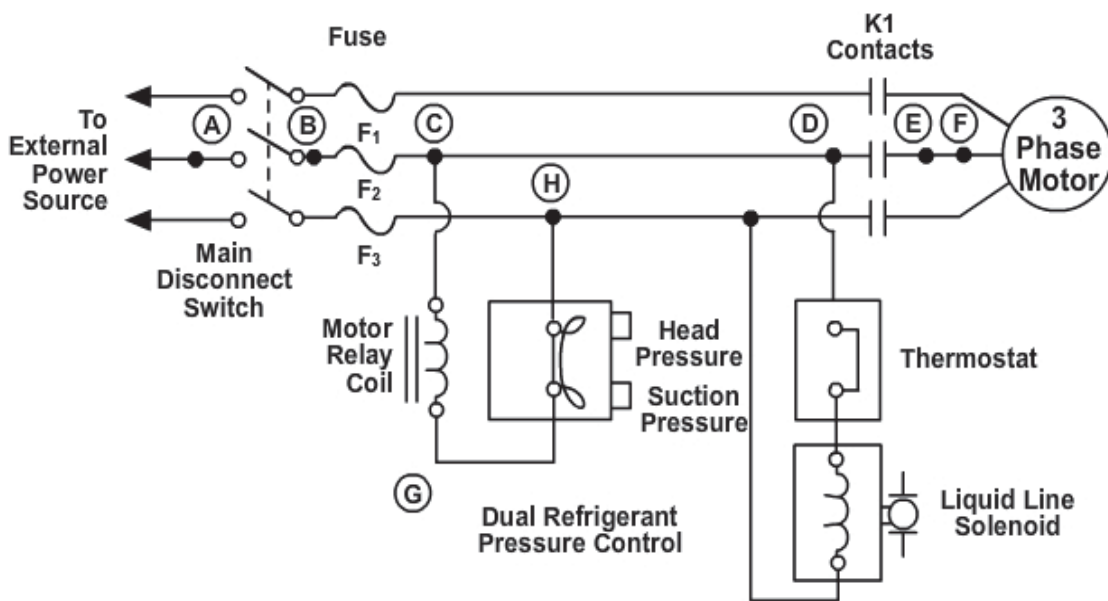 Fuse
K1
Contacts
To
External
Power
Source
A
B
F1
C
D
E
F
3
Phase
Motor
F2
H
F3
Main
Disconnect
Switch
Motor
Relay
Coil
Head
Pressure
Suction
Pressure
Thermostat
G
Dual Refrigerant
Pressure Control
Liquid Line
Solenoid